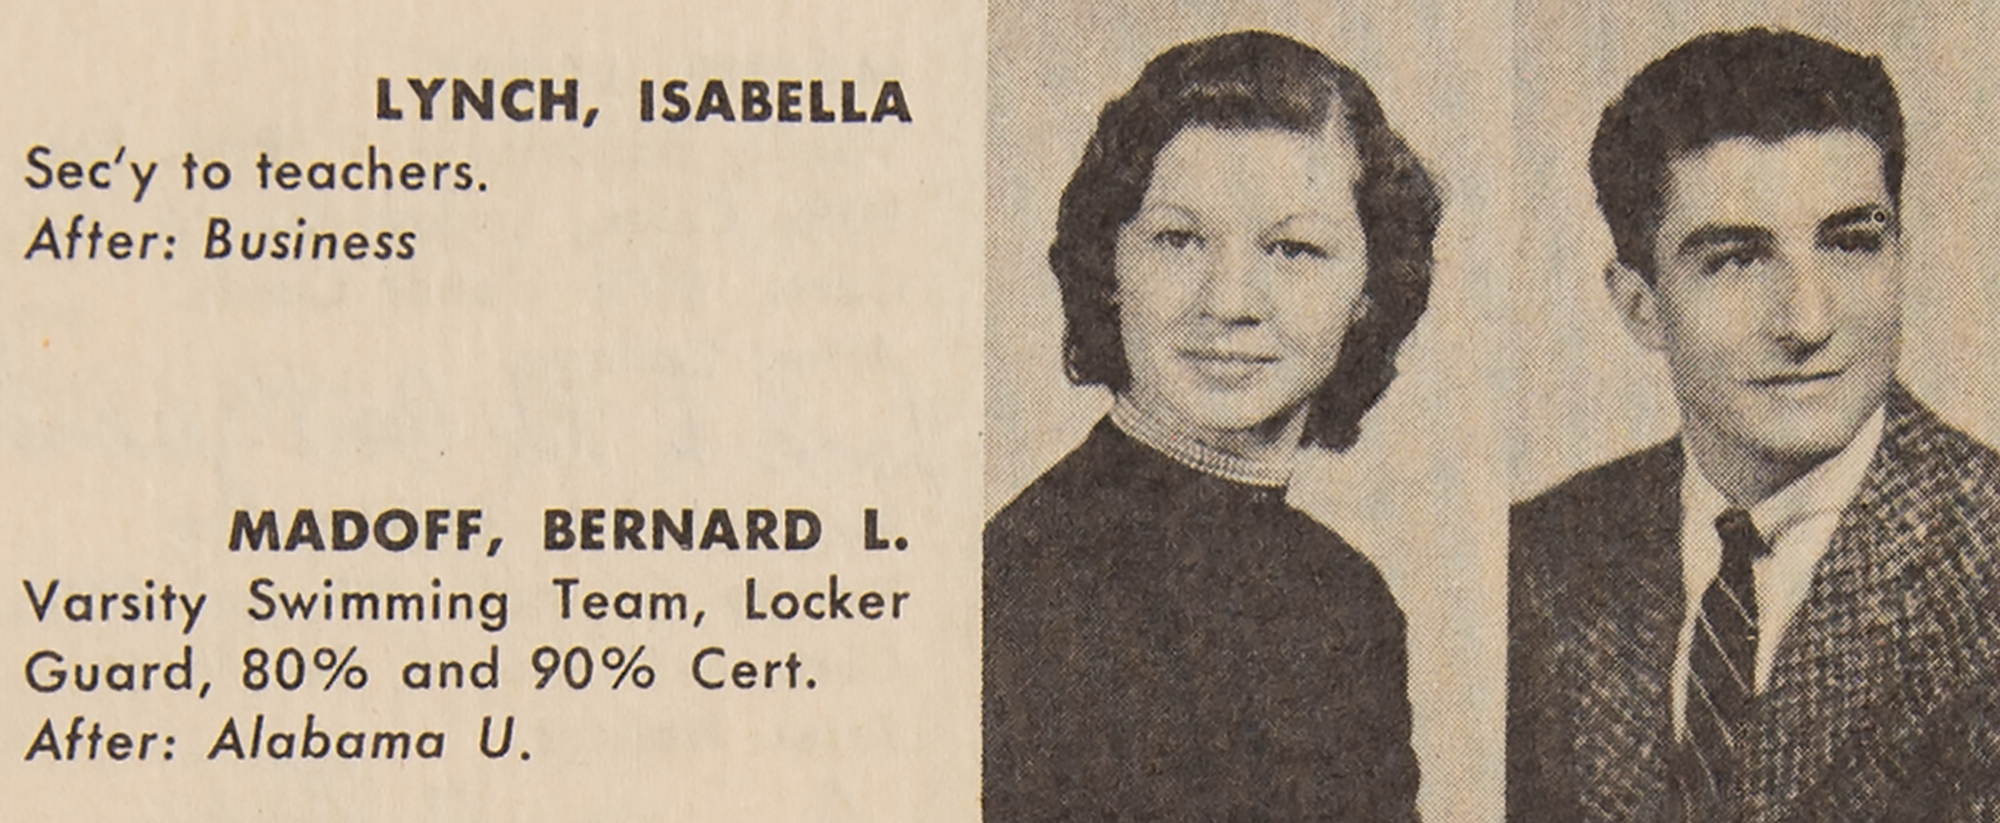 LYNCH, ISABELLA
Sec'y to teachers.
After: Business
MADOFF, BERNARD L.
Varsity Swimming Team, Locker
Guard, 80% and 90% Cert.
After: Alabama U.